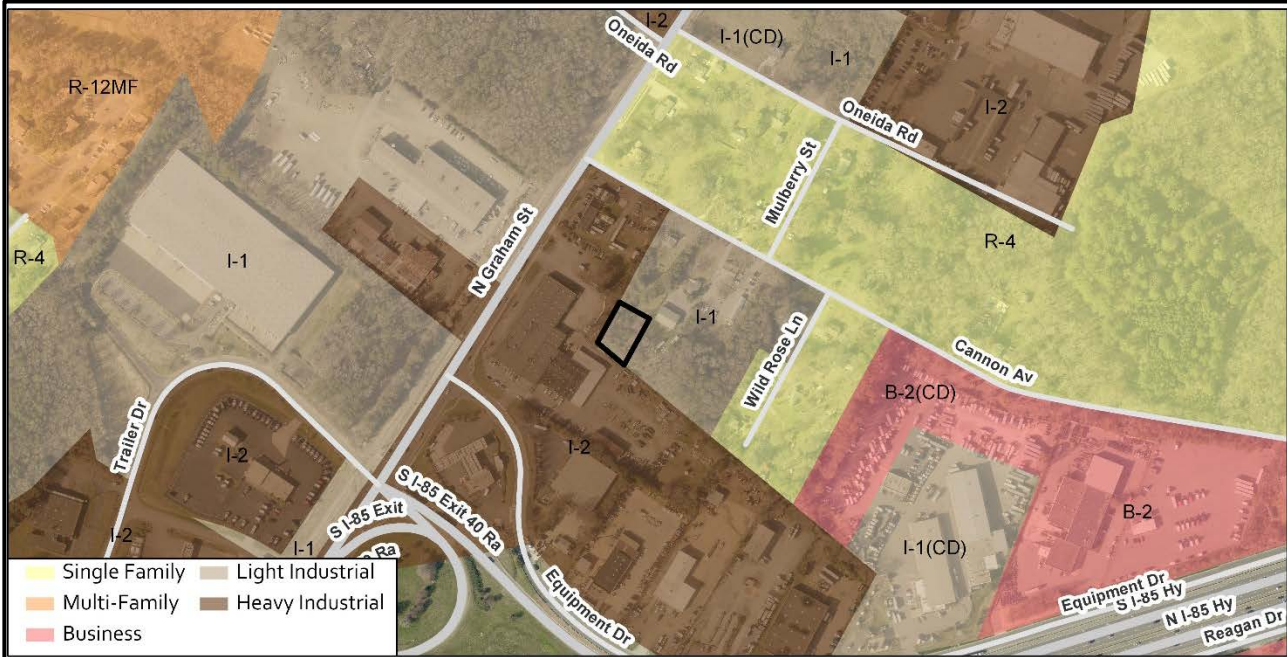 I-2
Oneida Rd
I-1(CD)
I-1
R-12MF
I-2
Oneida Rd
Mulberry St
R-4
R-4
I-1
N Graham St
I-1
Wild Rose Ln
Cannon Av
B-2(CD)
Trailer Dr
I-2
I-2
S I-85 Exit 40 Ra
S I-85 Exit
Ra
I-2
I-1
B-2
I-1(CD)
Equipment Dr
Equipment Dr
S I-85 Hy
N I-85 Hy
Reagan Dr
Single Family
Light Industrial
Multi-Family
Heavy Industrial
Business